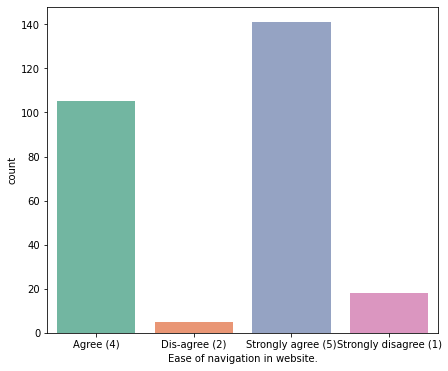 140
120
100
80
60
40
20
0
count
Agree (4) Dis-agree (2) Strongly agree (5) Strongly disagree (1)
Ease of navigation in website.